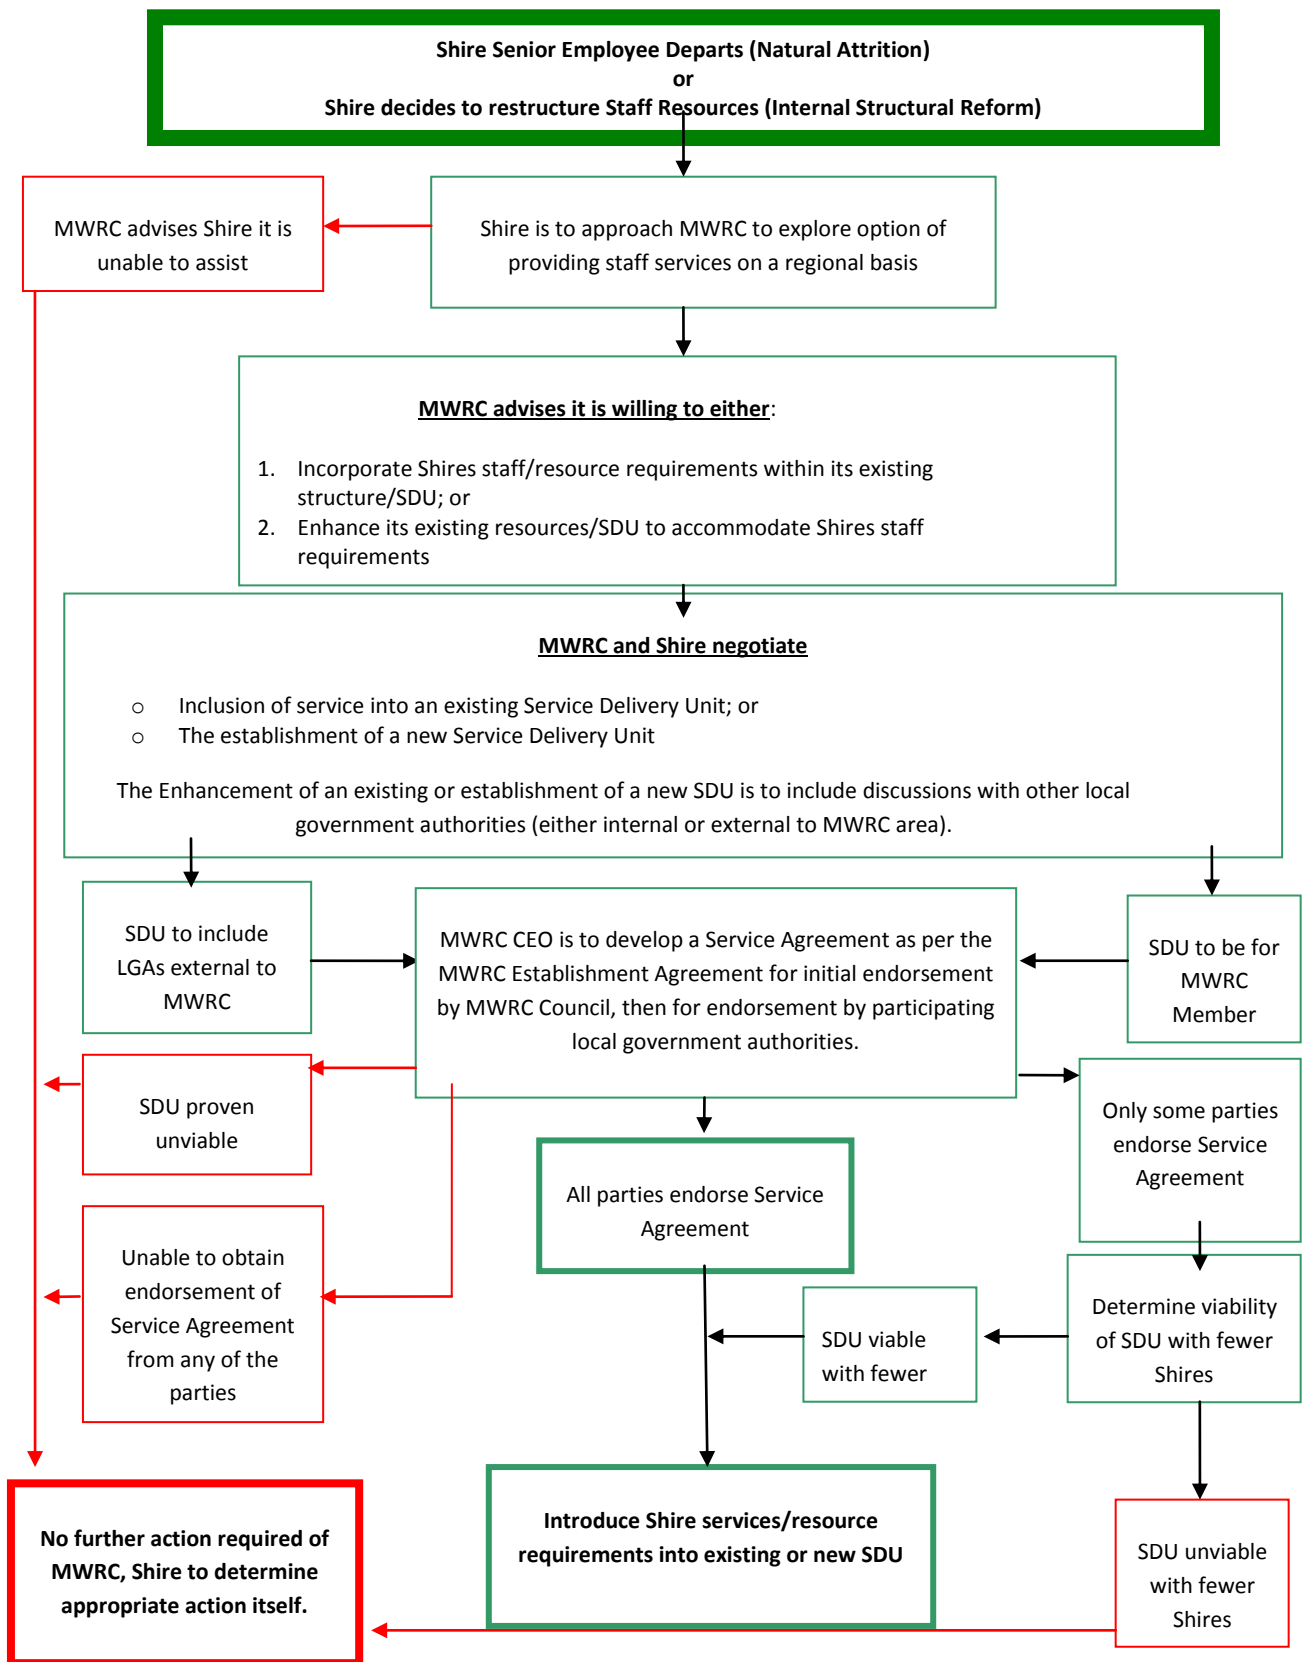 Shire Senior Employee Departs (Natural Attrition)
or
Shire decides to restructure Staff Resources (Internal Structural Reform)
MWRC advises Shire it is
unable to assist
Shire is to approach MWRC to explore option of
providing staff services on a regional basis
MWRC advises it is willing to either:
1. Incorporate Shires staff/resource requirements within its existing
structure/SDU; or
2. Enhance its existing resources/SDU to accommodate Shires staff
requirements
MWRC and Shire negotiate
o Inclusion of service into an existing Service Delivery Unit; or
o The establishment of a new Service Delivery Unit
The Enhancement of an existing or establishment of a new SDU is to include discussions with other local
government authorities (either internal or external to MWRC area).
SDU to include
LGAs external to
MWRC
MWRC CEO is to develop a Service Agreement as per the
MWRC Establishment Agreement for initial endorsement
by MWRC Council, then for endorsement by participating
local government authorities.
SDU to be for
MWRC
Member
SDU proven
unviable
Only some parties
endorse Service
Agreement
All parties endorse Service
Agreement
Unable to obtain
endorsement of
Service Agreement
from any of the
parties
SDU viable
with fewer
Determine viability
of SDU with fewer
Shires
No further action required of
MWRC, Shire to determine
appropriate action itself.
Introduce Shire services/resource
requirements into existing or new SDU
SDU unviable
with fewer
Shires